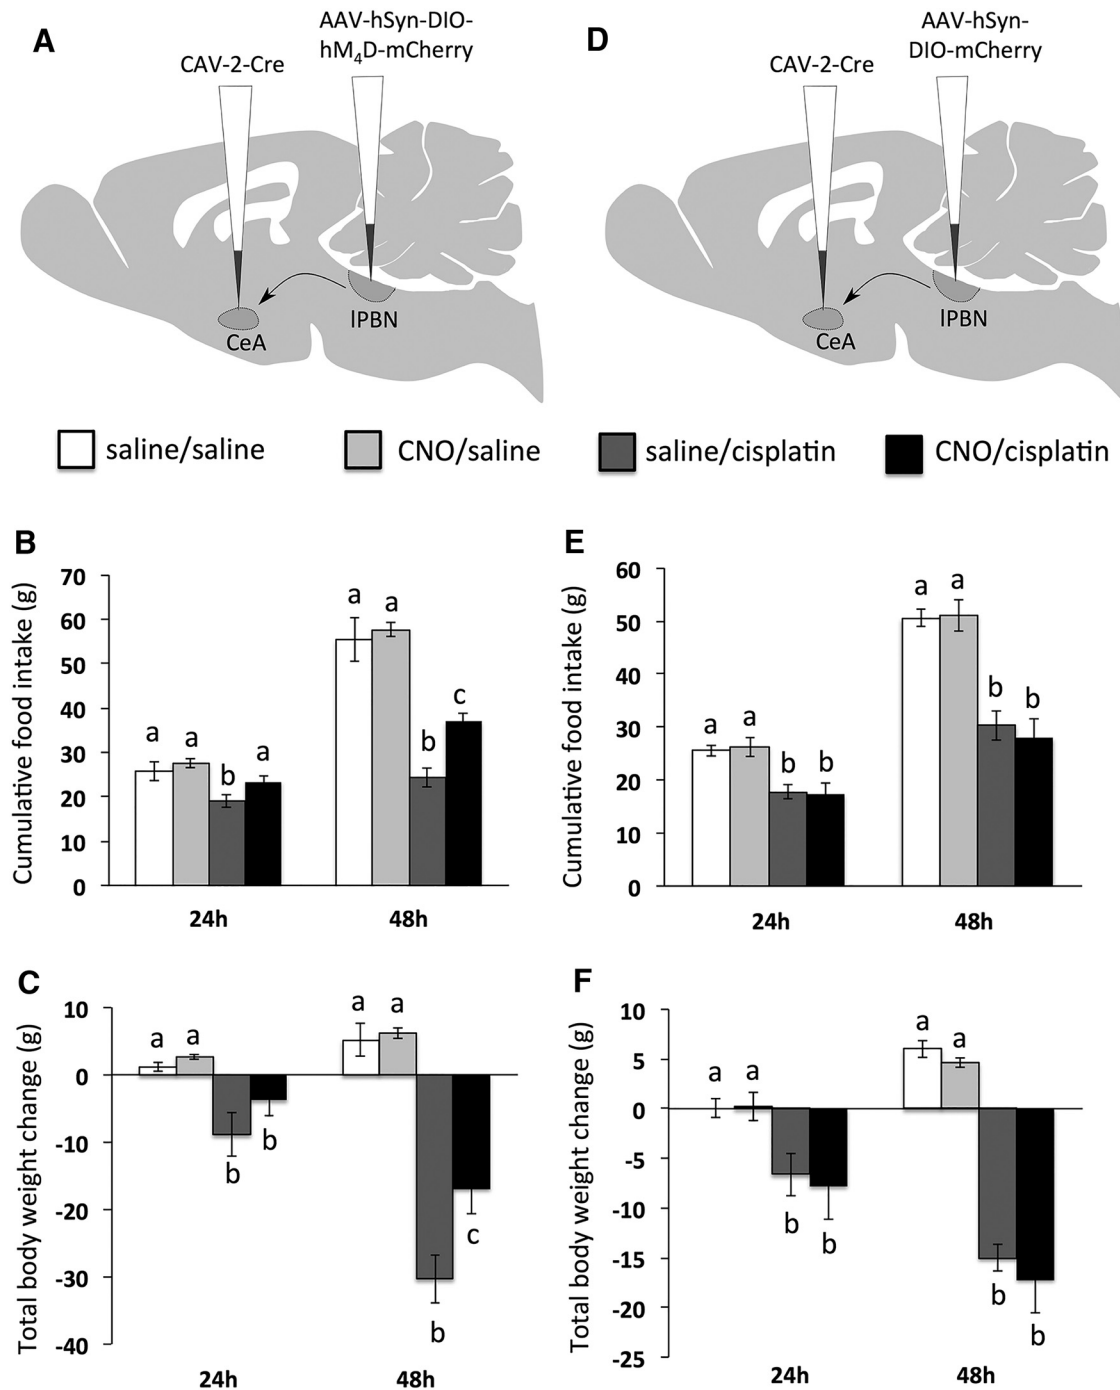 A
AAV-hSyn-DIO-
hM4D-mCherry
CAV-2-Cre
lPBN
CeA
D
AAV-hSyn-
DIO-mCherry
CAV-2-Cre
lPBN
CeA
saline/saline
CNO/saline
saline/cisplatin
CNO/cisplatin
B
Cumulative food intake (g)
70
60
50
40
30
20
10
0
a
a
b
a
a
a
b
c
24h
48h
E
Cumulative food intake (g)
60
50
40
30
20
10
0
a
a
b
b
a
a
b
b
24h
48h
C
Total body weight change (g)
10
0
-10
-20
-30
-40
a
a
b
b
a
a
b
c
24h
48h
F
Total body weight change (g)
10
5
0
-5
-10
-15
-20
-25
a
a
b
b
a
a
b
b
24h
48h